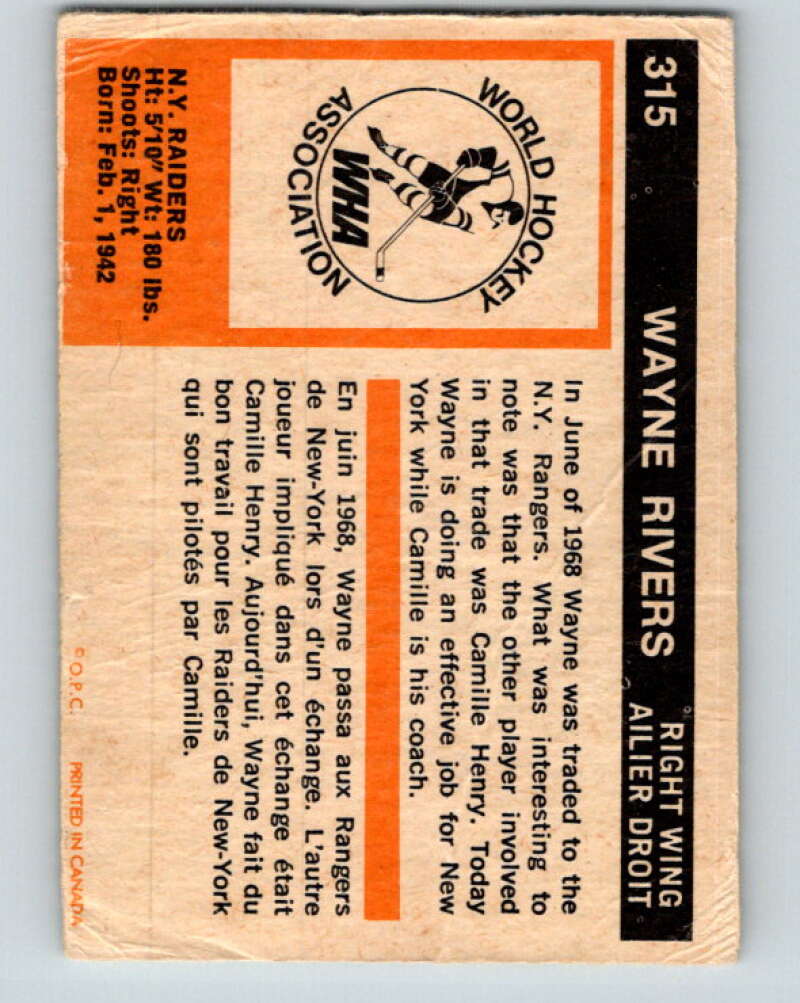 315
WAYNE RIVERS
RIGHT WING
AILIER DROIT
WORLD HOCKEY
ASSOCIATION
WHA
N.Y. RAIDERS
Ht: 5'10" Wt: 180 lbs.
Shoots: Right
Born: Feb. 1, 1942
In June of 1968 Wayne was traded to the
N.Y. Rangers. What was interesting to
note was that the other player involved
in that trade was Camille Henry. Today
Wayne is doing an effective job for New
York while Camille is his coach.
En juin 1968, Wayne passa aux Rangers
de New-York lors d'un échange. L'autre
joueur impliqué dans cet échange était
Camille Henry. Aujourd'hui, Wayne fait du
bon travail pour les Raiders de New-York
qui sont pilotés par Camille.
© O.P.C. PRINTED IN CANADA